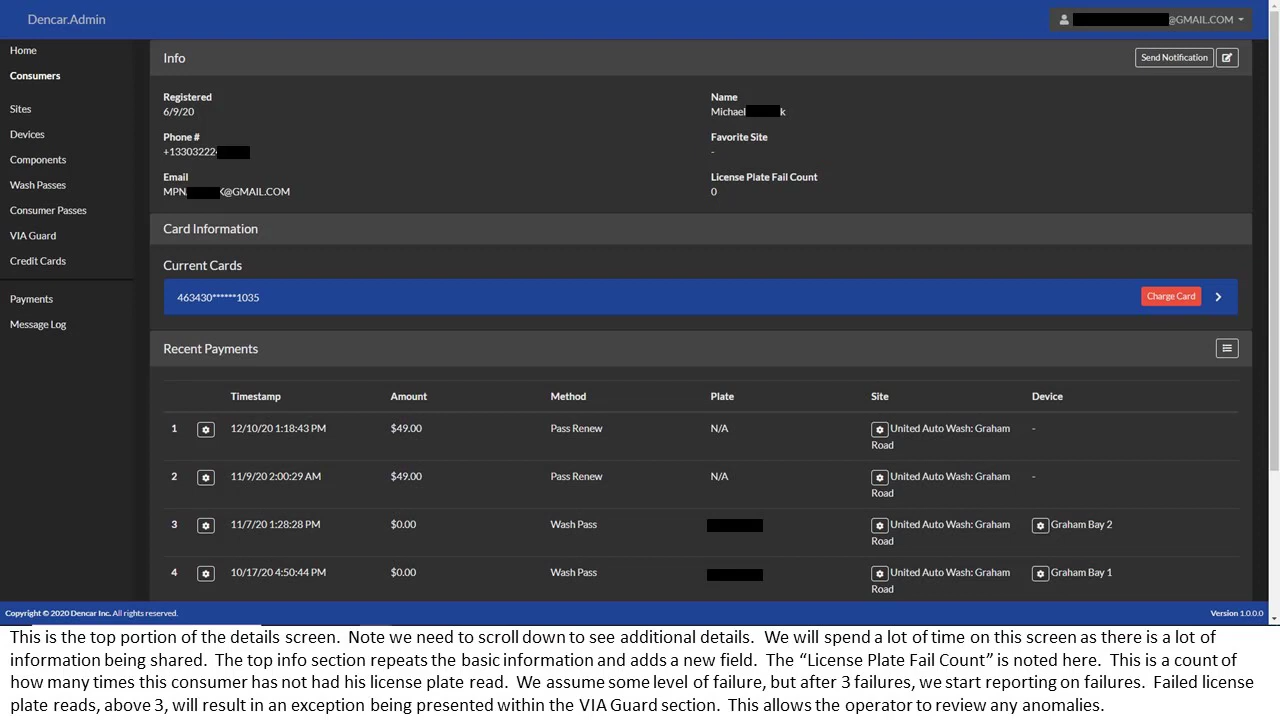 Dencar.Admin
@GMAIL.COM
Home
Consumers
Sites
Devices
Components
Wash Passes
Consumer Passes
VIA Guard
Credit Cards
Payments
Message Log
Info
Send Notification
Registered
6/9/20
Name
Michael k
Phone #
+13303222
Favorite Site
-
Email
MPN K@GMAIL.COM
License Plate Fail Count
0
Card Information
Current Cards
463430******1035
Charge Card
Recent Payments
Timestamp Amount Method Plate Site Device
1 12/10/20 1:18:43 PM $49.00 Pass Renew N/A United Auto Wash: Graham -
Road
2 11/9/20 2:00:29 AM $49.00 Pass Renew N/A United Auto Wash: Graham -
Road
3 11/7/20 1:28:28 PM $0.00 Wash Pass United Auto Wash: Graham Graham Bay 2
Road
4 10/17/20 4:50:44 PM $0.00 Wash Pass United Auto Wash: Graham Graham Bay 1
Road
Copyright © 2020 Dencar Inc. All rights reserved.
Version 1.0.0.0
This is the top portion of the details screen. Note we need to scroll down to see additional details. We will spend a lot of time on this screen as there is a lot of
information being shared. The top info section repeats the basic information and adds a new field. The “License Plate Fail Count” is noted here. This is a count of
how many times this consumer has not had his license plate read. We assume some level of failure, but after 3 failures, we start reporting on failures. Failed license
plate reads, above 3, will result in an exception being presented within the VIA Guard section. This allows the operator to review any anomalies.